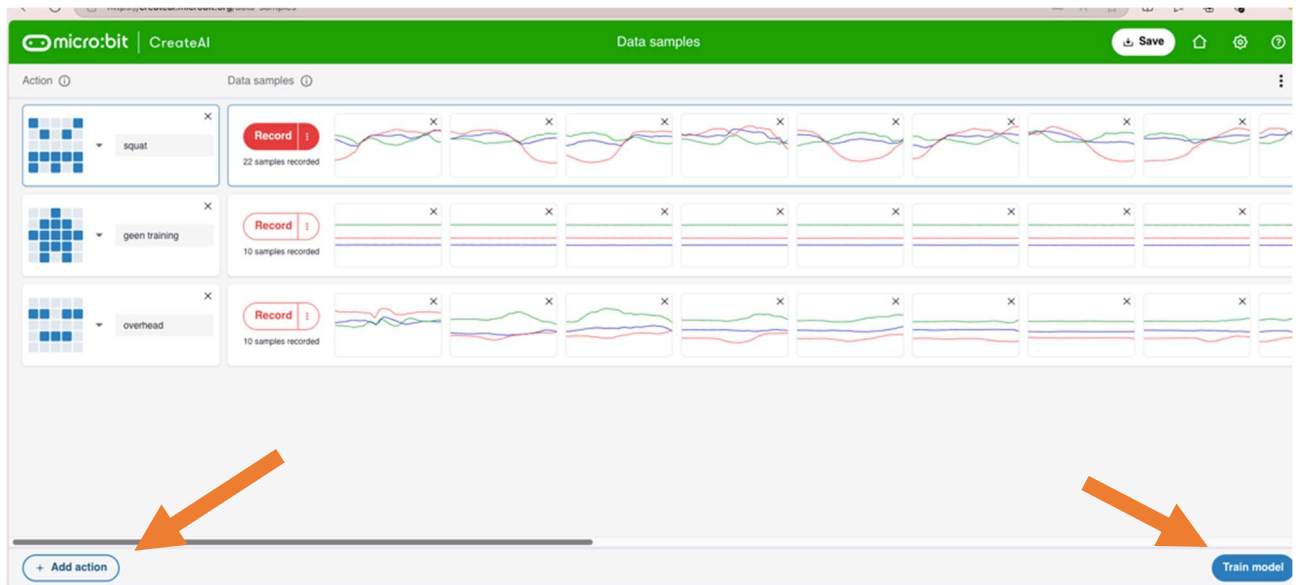 micro:bit | CreateAI
Data samples
Save
Action
Data samples
squat
Record
22 samples recorded
geen training
Record
10 samples recorded
overhead
Record
10 samples recorded
+ Add action
Train model